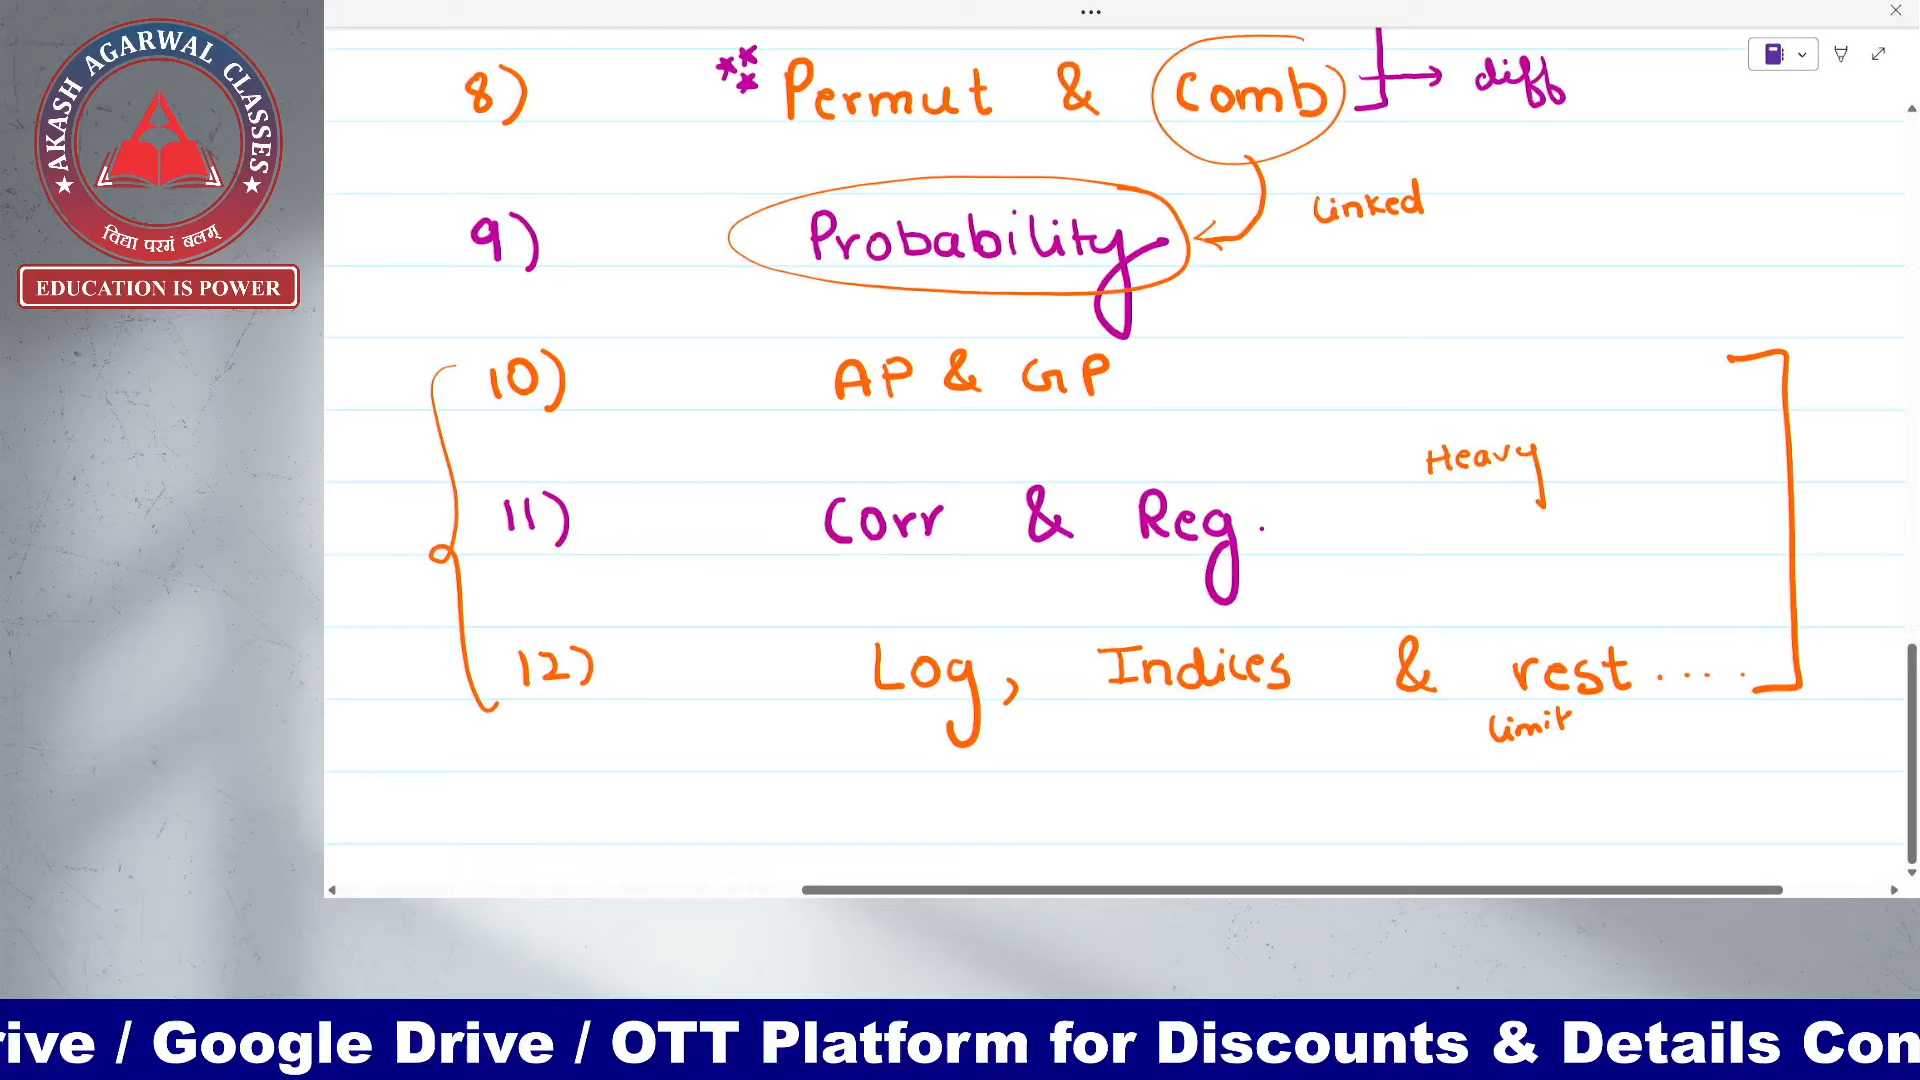 AKASH AGARWAL CLASSES
विद्या परमं बलम्
EDUCATION IS POWER
8) *** Permut & Comb → diff
Linked
9) Probability
10) AP & GP
Heavy
11) Corr & Reg.
12) Log, Indices & rest .....
Limit
rive / Google Drive / OTT Platform for Discounts & Details Con